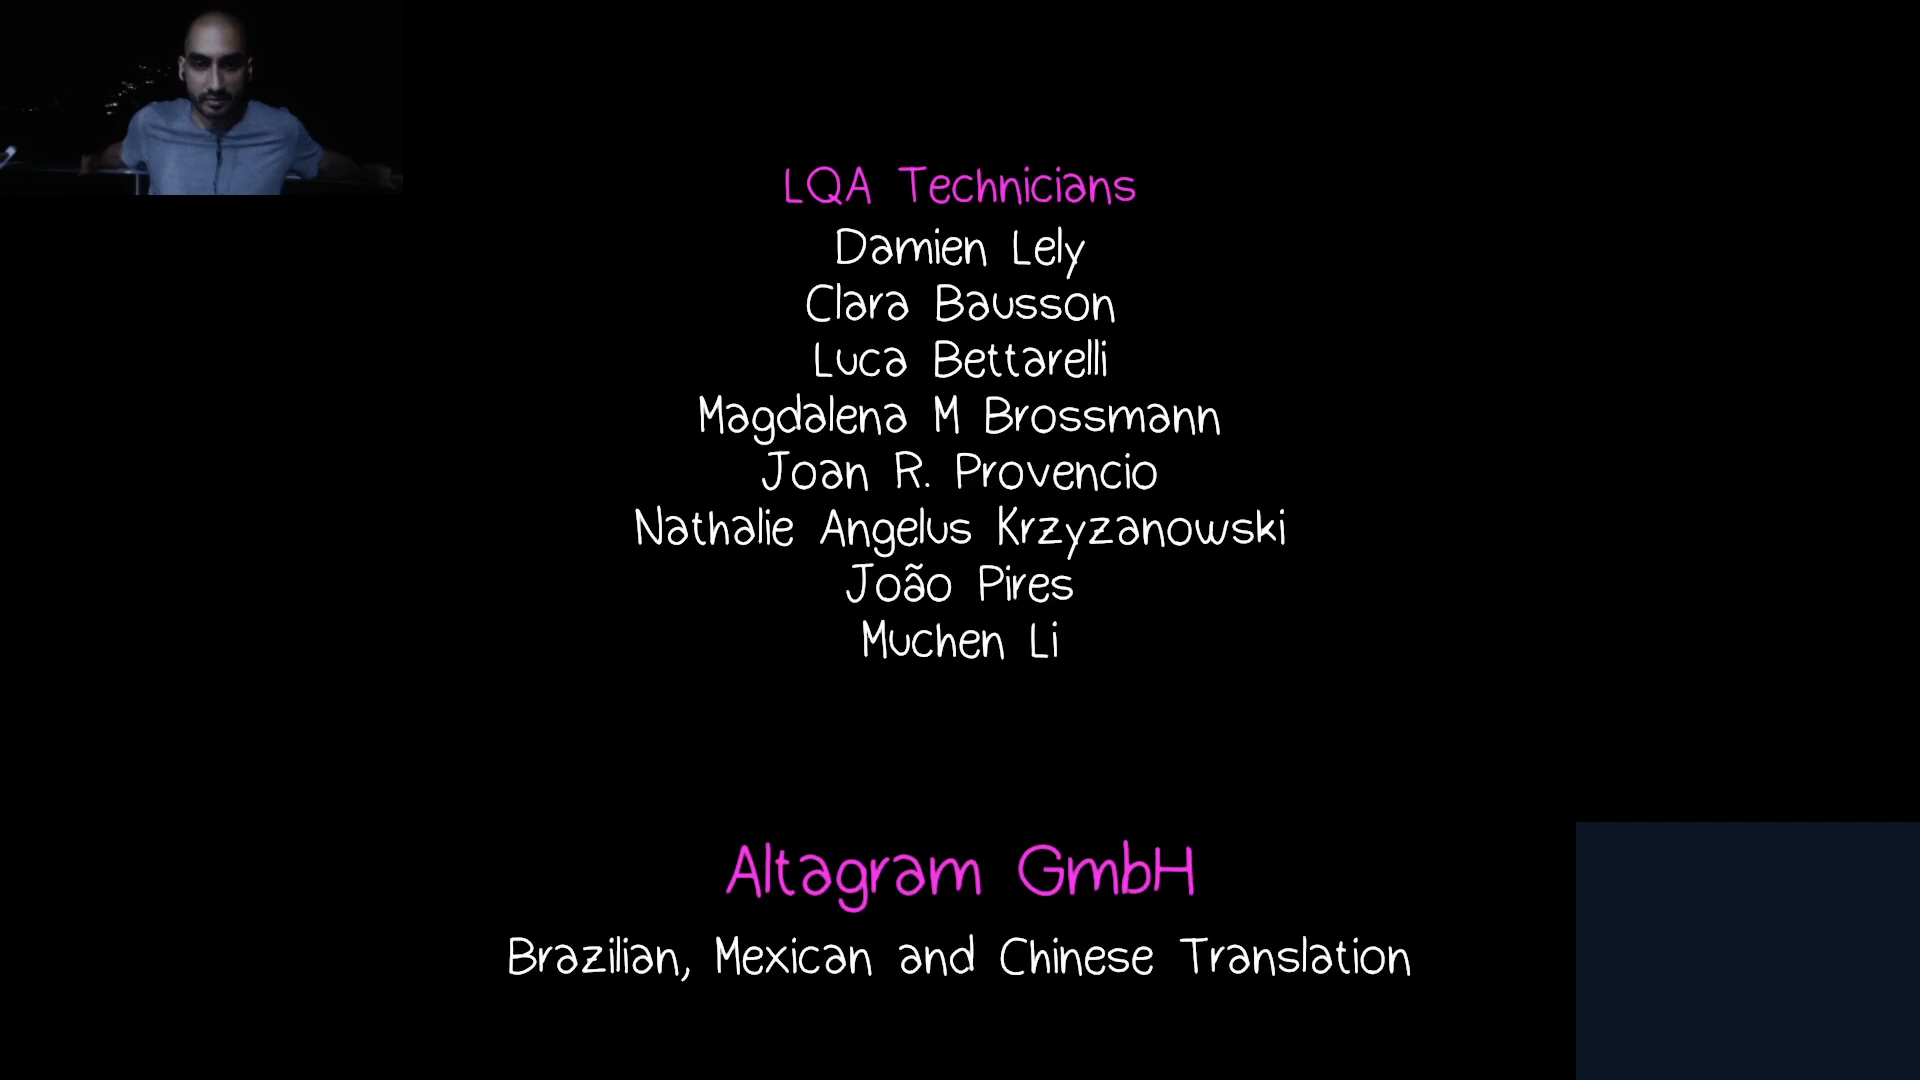 LQA Technicians
Damien Lely
Clara Bausson
Luca Bettarelli
Magdalena M Brossmann
Joan R. Provencio
Nathalie Angelus Krzyzanowski
João Pires
Muchen Li
Altagram GmbH
Brazilian, Mexican and Chinese Translation